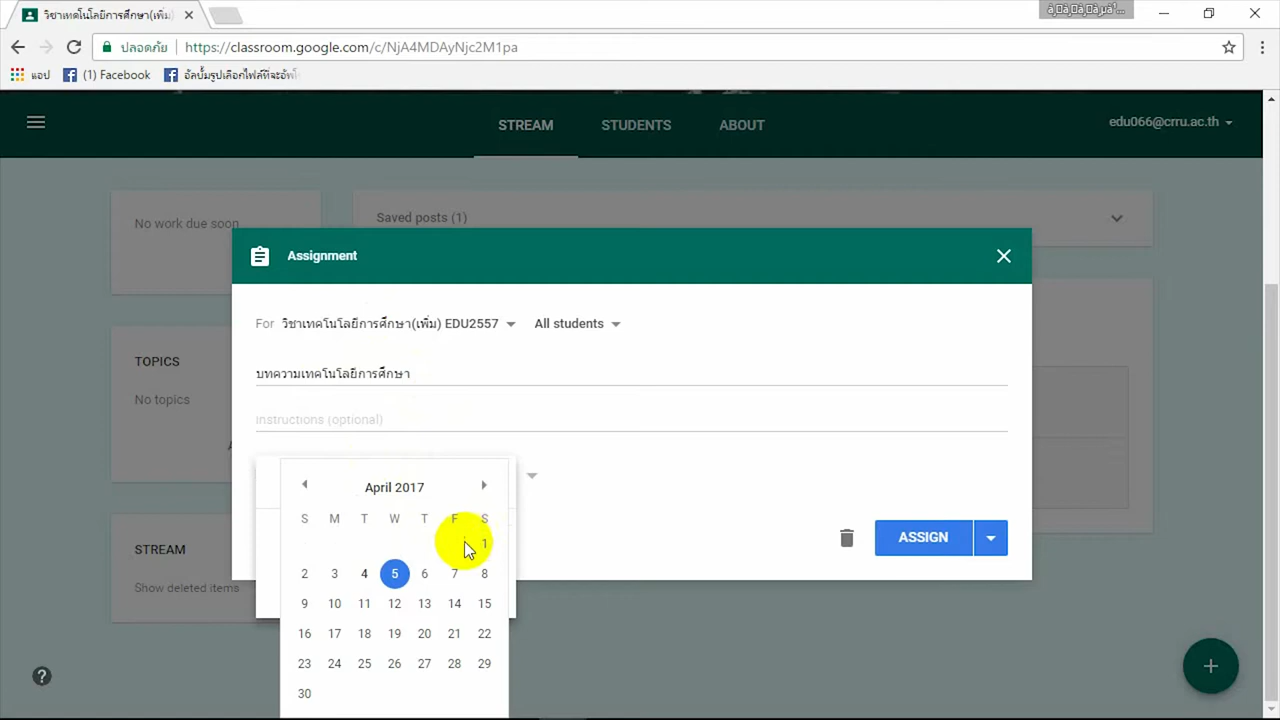 วิชาเทคโนโลยีการศึกษา(เพิ่ม)
ปลอดภัย
https://classroom.google.com/c/NjA4MDAyNjc2M1pa
แอป
(1) Facebook
STREAM
STUDENTS
ABOUT
edu066@crru.ac.th
No work due soon
Saved posts (1)
Assignment
For วิชาเทคโนโลยีการศึกษา(เพิ่ม) EDU2557
All students
TOPICS
บทความเทคโนโลยีการศึกษา
No topics
Instructions (optional)
April 2017
S M T W T F S
1
2 3 4 5 6 7 8
9 10 11 12 13 14 15
16 17 18 19 20 21 22
23 24 25 26 27 28 29
30
ASSIGN
STREAM
Show deleted items